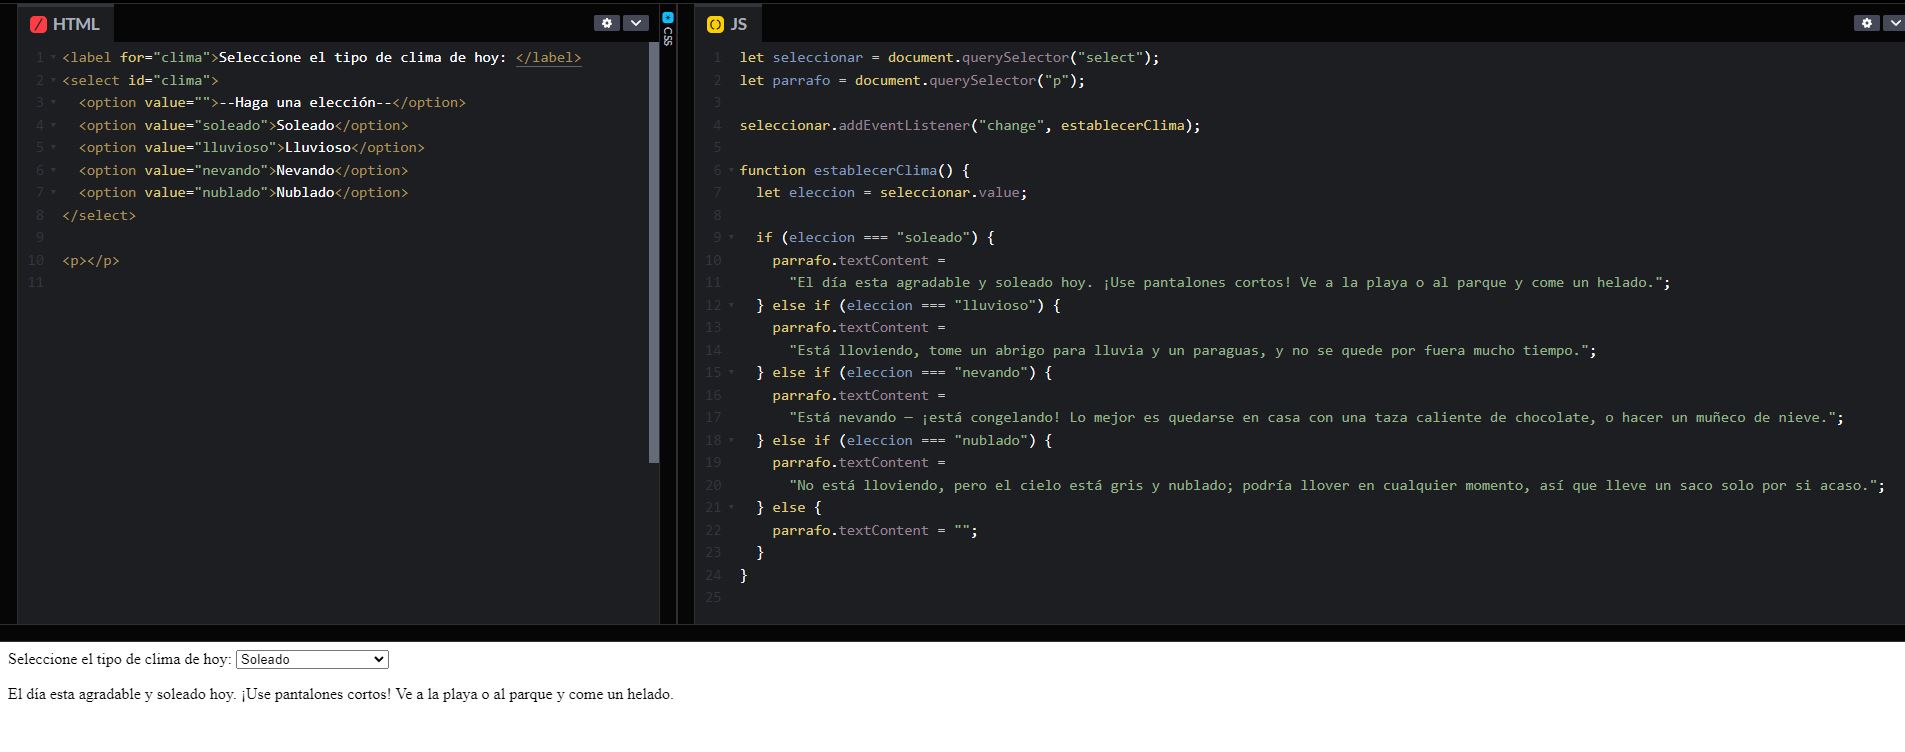 HTML
1 <label for="clima">Seleccione el tipo de clima de hoy: </label>
2 <select id="clima">
3 <option value="">--Haga una elección--</option>
4 <option value="soleado">Soleado</option>
5 <option value="lluvioso">Lluvioso</option>
6 <option value="nevando">Nevando</option>
7 <option value="nublado">Nublado</option>
8 </select>
9
10 <p></p>
11
CSS
JS
1 let seleccionar = document.querySelector("select");
2 let parrafo = document.querySelector("p");
3
4 seleccionar.addEventListener("change", establecerClima);
5
6 function establecerClima() {
7 let eleccion = seleccionar.value;
8
9 if (eleccion === "soleado") {
10 parrafo.textContent =
11 "El día esta agradable y soleado hoy. ¡Use pantalones cortos! Ve a la playa o al parque y come un helado.";
12 } else if (eleccion === "lluvioso") {
13 parrafo.textContent =
14 "Está lloviendo, tome un abrigo para lluvia y un paraguas, y no se quede por fuera mucho tiempo.";
15 } else if (eleccion === "nevando") {
16 parrafo.textContent =
17 "Está nevando — ¡está congelando! Lo mejor es quedarse en casa con una taza caliente de chocolate, o hacer un muñeco de nieve.";
18 } else if (eleccion === "nublado") {
19 parrafo.textContent =
20 "No está lloviendo, pero el cielo está gris y nublado; podría llover en cualquier momento, así que lleve un saco solo por si acaso.";
21 } else {
22 parrafo.textContent = "";
23 }
24 }
25
Seleccione el tipo de clima de hoy: Soleado
El día esta agradable y soleado hoy. ¡Use pantalones cortos! Ve a la playa o al parque y come un helado.